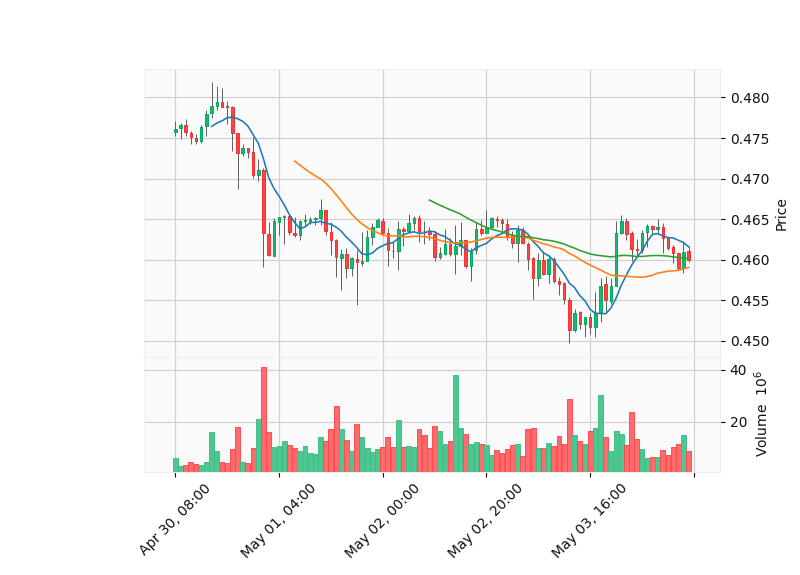 0.480
0.475
0.470
0.465
0.460
0.455
0.450
Price
40
20
Volume 10^6
Apr 30, 08:00
May 01, 04:00
May 02, 00:00
May 02, 20:00
May 03, 16:00